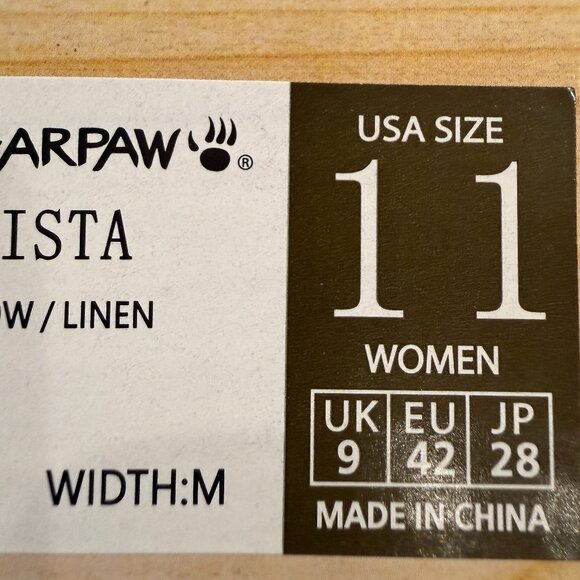 ARPAW®
ISTA
OW / LINEN
WIDTH:M
USA SIZE
11
WOMEN
UK EU JP
9 42 28
MADE IN CHINA